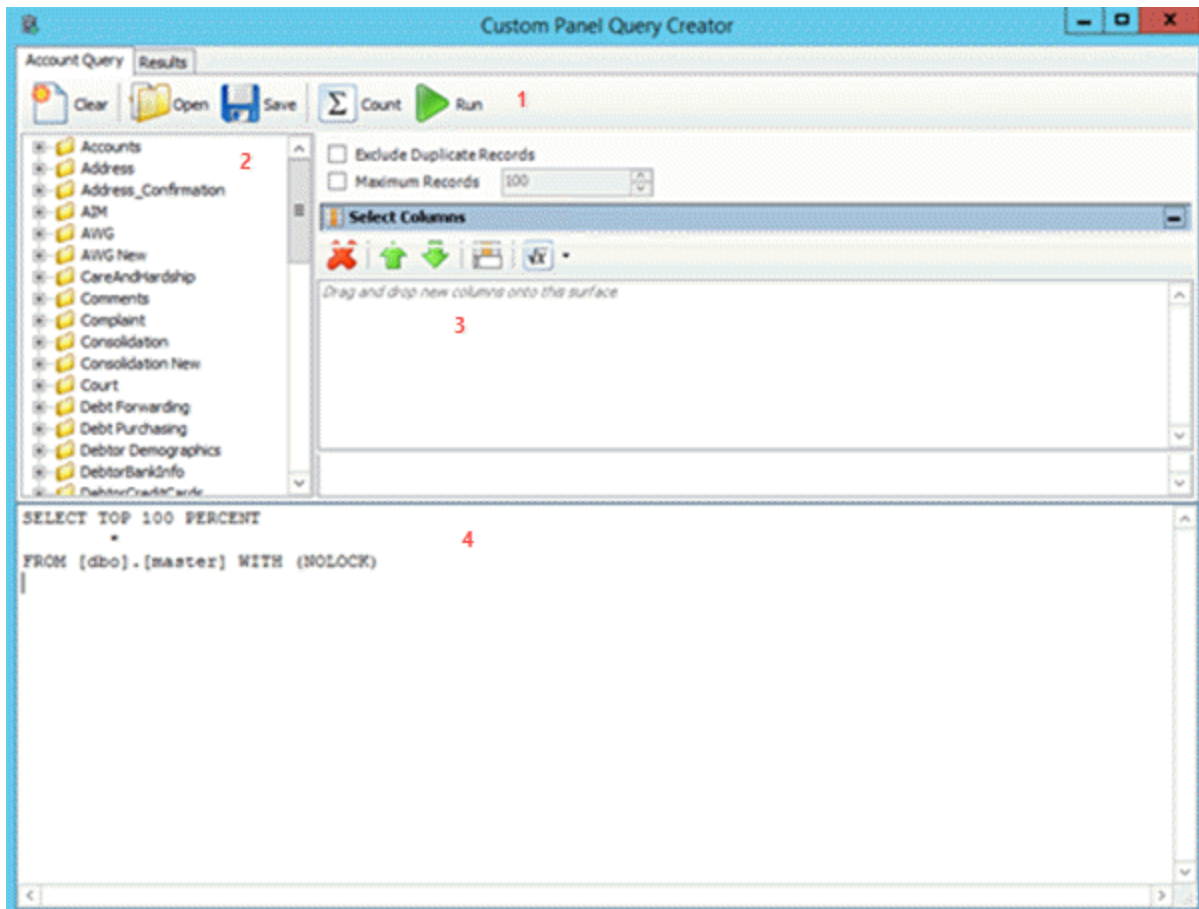 Custom Panel Query Creator
Account Query Results
Clear Open Save Σ Count Run 1
2
Accounts
Address
Address_Confirmation
AIM
AWG
AWG New
CareAndHardship
Comments
Complaint
Consolidation
Consolidation New
Court
Debt Forwarding
Debt Purchasing
Debtor Demographics
DebtorBankInfo
DebtorCreditCards
Exclude Duplicate Records
Maximum Records 100
Select Columns
√x
Drag and drop new columns onto this surface
3
SELECT TOP 100 PERCENT
*
FROM [dbo].[master] WITH (NOLOCK)
4